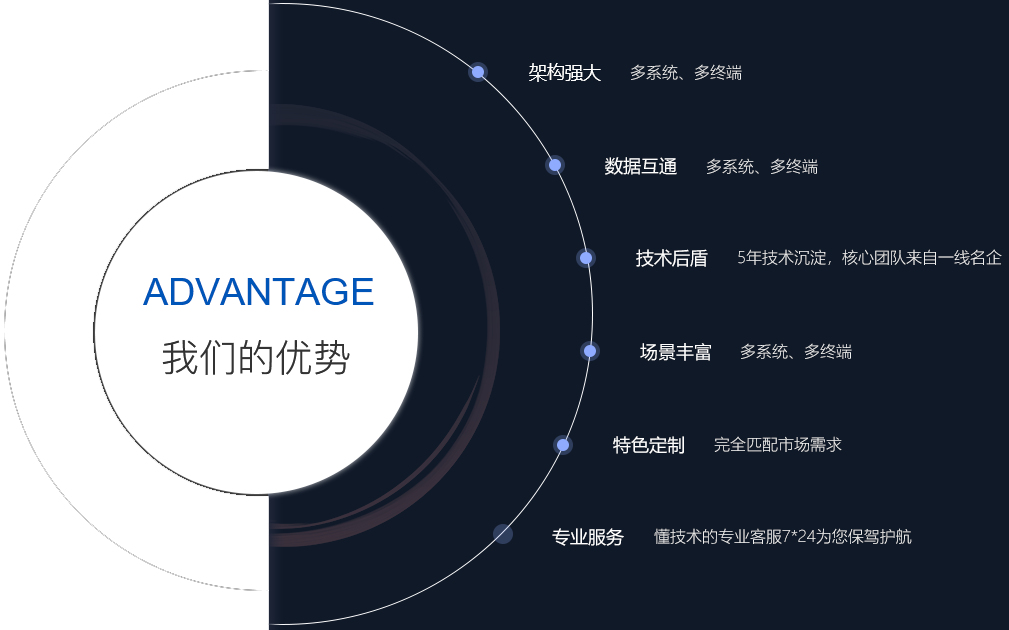 ADVANTAGE
我们的优势
架构强大 多系统、多终端
数据互通 多系统、多终端
技术后盾 5年技术沉淀，核心团队来自一线名企
场景丰富 多系统、多终端
特色定制 完全匹配市场需求
专业服务 懂技术的专业客服7*24为您保驾护航